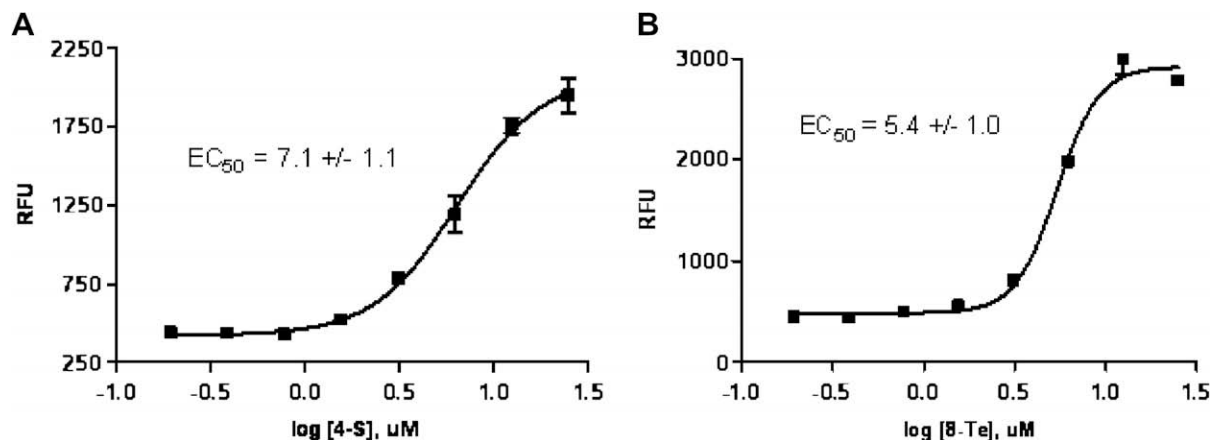 A
2250
1750
1250
750
250
RFU
EC50 = 7.1 +/- 1.1
-1.0 -0.5 0.0 0.5 1.0 1.5
log [4-S], uM
B
3000
2000
1000
0
RFU
EC50 = 5.4 +/- 1.0
-1.0 -0.5 0.0 0.5 1.0 1.5
log [8-Te], uM